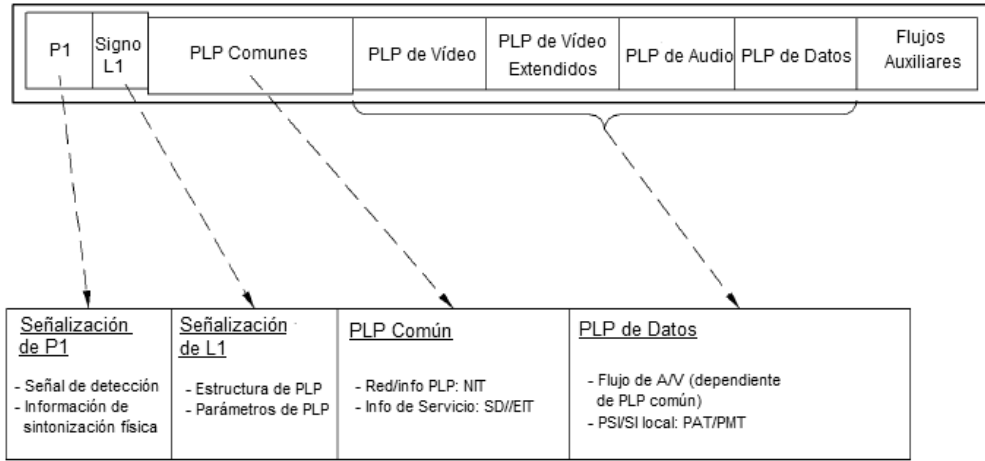 P1
Signo
L1
PLP Comunes
PLP de Vídeo
PLP de Vídeo
Extendidos
PLP de Audio
PLP de Datos
Flujos
Auxiliares
Señalización
de P1
- Señal de detección
- Información de
sintonización física
Señalización
de L1
- Estructura de PLP
- Parámetros de PLP
PLP Común
- Red/info PLP: NIT
- Info de Servicio: SD//EIT
PLP de Datos
- Flujo de A/V (dependiente
de PLP común)
- PSI/SI local: PAT/PMT